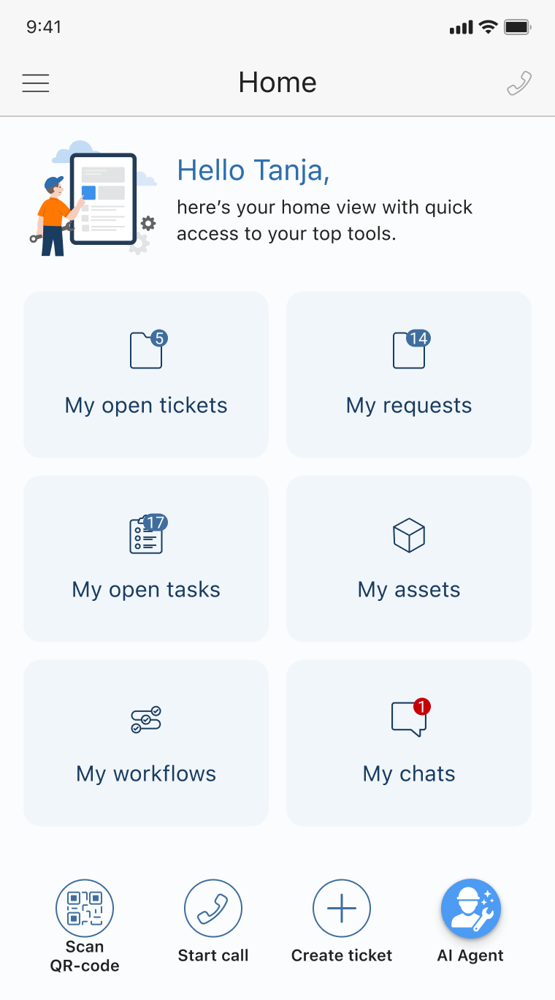 9:41
Home
Hello Tanja,
here’s your home view with quick
access to your top tools.
5
14
My open tickets
My requests
17
My open tasks
My assets
1
My workflows
My chats
Scan
QR-code
Start call
Create ticket
AI Agent